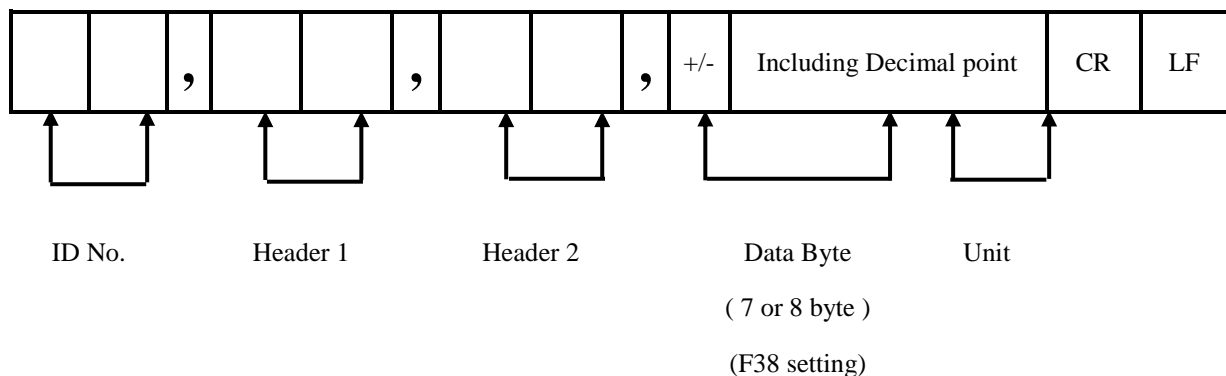 , , , +/- Including Decimal point CR LF
ID No. Header 1 Header 2 Data Byte Unit
( 7 or 8 byte )
(F38 setting)